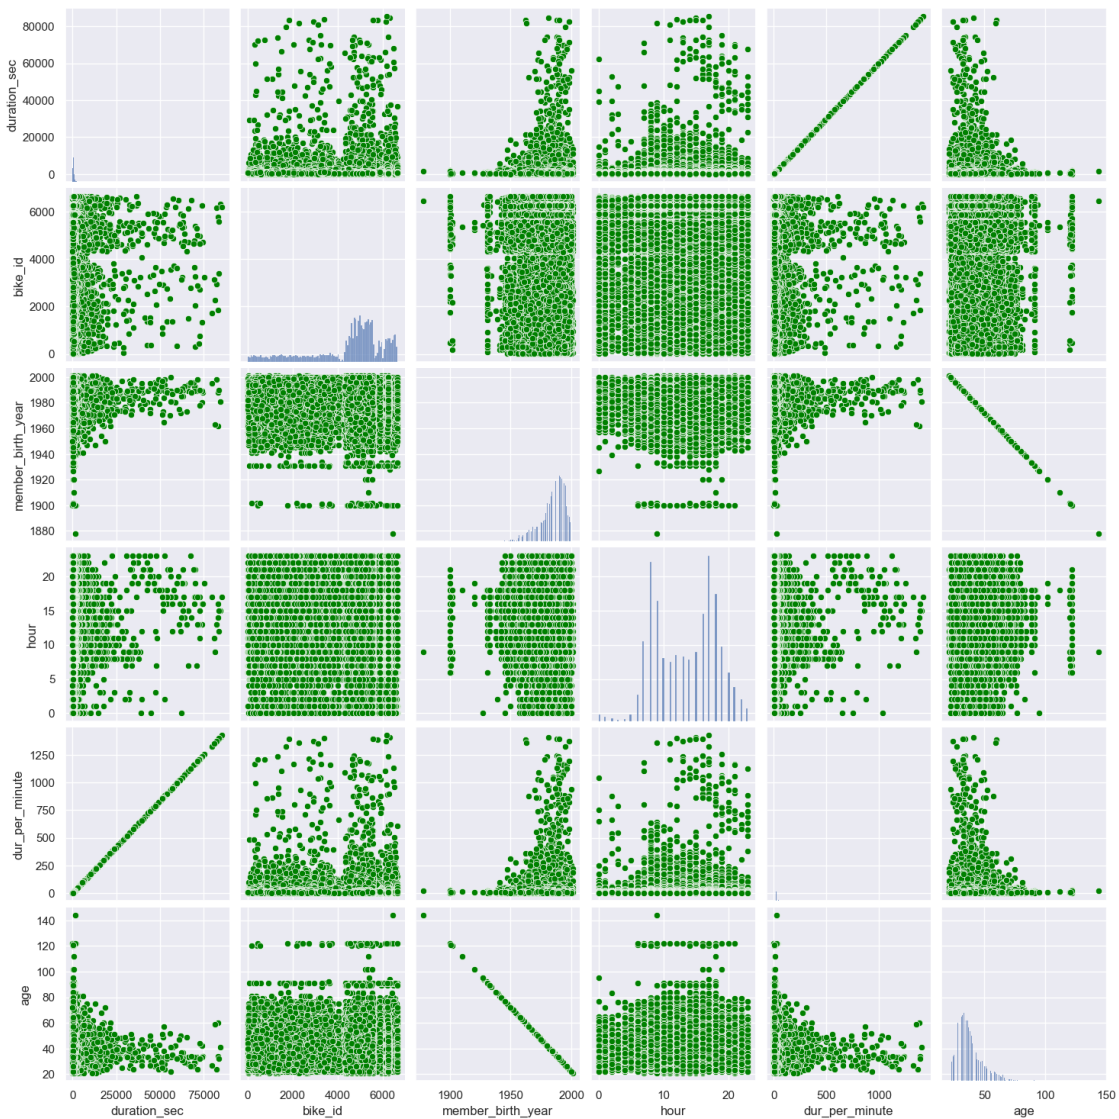 80000
60000
40000
20000
0
duration_sec
6000
4000
2000
0
bike_id
2000
1980
1960
1940
1920
1900
1880
member_birth_year
20
15
10
5
0
hour
1250
1000
750
500
250
0
dur_per_minute
140
120
100
80
60
40
20
age
0 25000 50000 75000
duration_sec
0 2000 4000 6000
bike_id
1900 1950 2000
member_birth_year
0 10 20
hour
0 500 1000
dur_per_minute
50 100 150
age